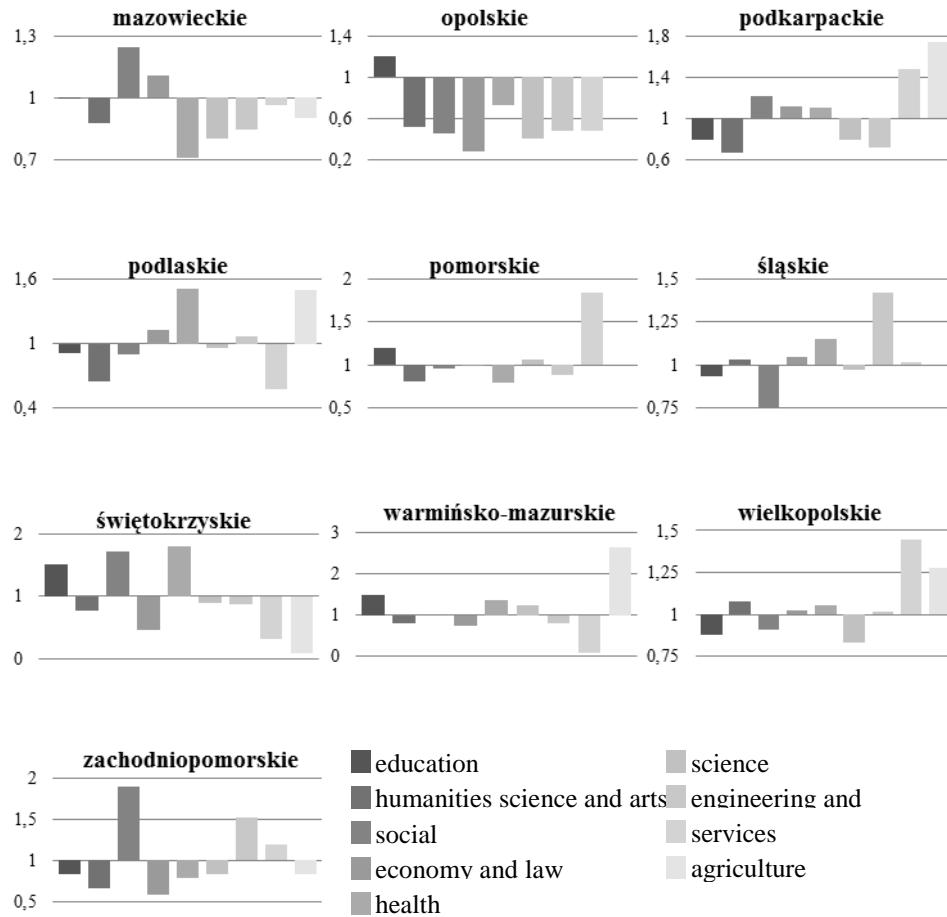 mazowieckie
1,3
1
0,7
opolskie
1,4
1
0,6
0,2
podkarpackie
1,8
1,4
1
0,6
podlaskie
1,6
1
0,4
pomorskie
2
1,5
1
0,5
śląskie
1,5
1,25
1
0,75
świętokrzyskie
2
1
0
warmińsko-mazurskie
3
2
1
0
wielkopolskie
1,5
1,25
1
0,75
zachodniopomorskie
2
1,5
1
0,5
education
humanities science and arts
social
economy and law
health
science
engineering and
services
agriculture